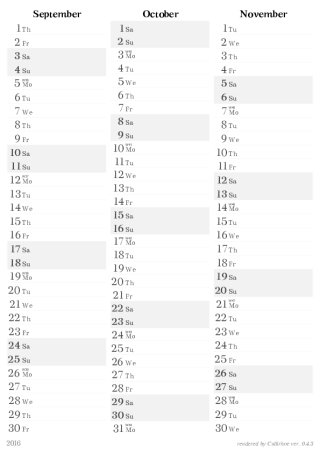 September
1 Th
2 Fr
3 Sa
4 Su
5 Mo
6 Tu
7 We
8 Th
9 Fr
10 Sa
11 Su
12 Mo
13 Tu
14 We
15 Th
16 Fr
17 Sa
18 Su
19 Mo
20 Tu
21 We
22 Th
23 Fr
24 Sa
25 Su
26 Mo
27 Tu
28 We
29 Th
30 Fr
October
1 Sa
2 Su
3 Mo
4 Tu
5 We
6 Th
7 Fr
8 Sa
9 Su
10 Mo
11 Tu
12 We
13 Th
14 Fr
15 Sa
16 Su
17 Mo
18 Tu
19 We
20 Th
21 Fr
22 Sa
23 Su
24 Mo
25 Tu
26 We
27 Th
28 Fr
29 Sa
30 Su
31 Mo
November
1 Tu
2 We
3 Th
4 Fr
5 Sa
6 Su
7 Mo
8 Tu
9 We
10 Th
11 Fr
12 Sa
13 Su
14 Mo
15 Tu
16 We
17 Th
18 Fr
19 Sa
20 Su
21 Mo
22 Tu
23 We
24 Th
25 Fr
26 Sa
27 Su
28 Mo
29 Tu
30 We
2016
rendered by Calirhoe ver. 0.4.3